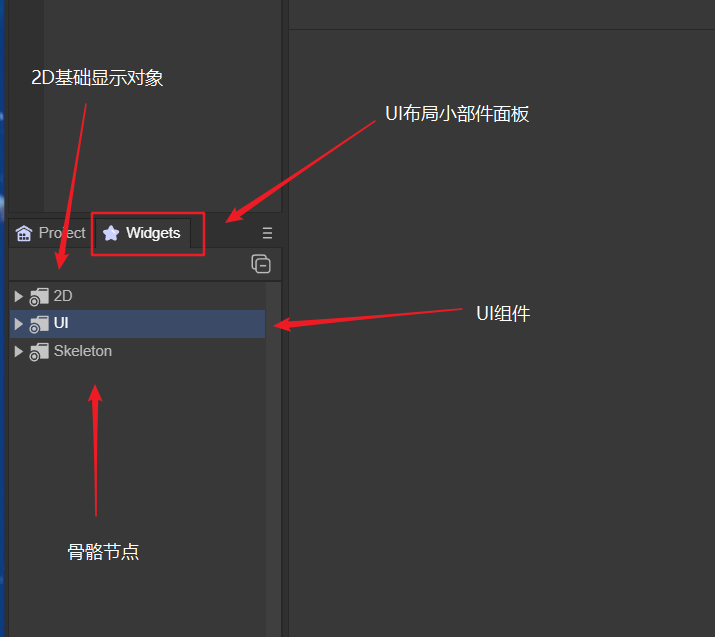 2D基础显示对象
UI布局小部件面板
Project
Widgets
2D
UI
Skeleton
UI组件
骨骼节点